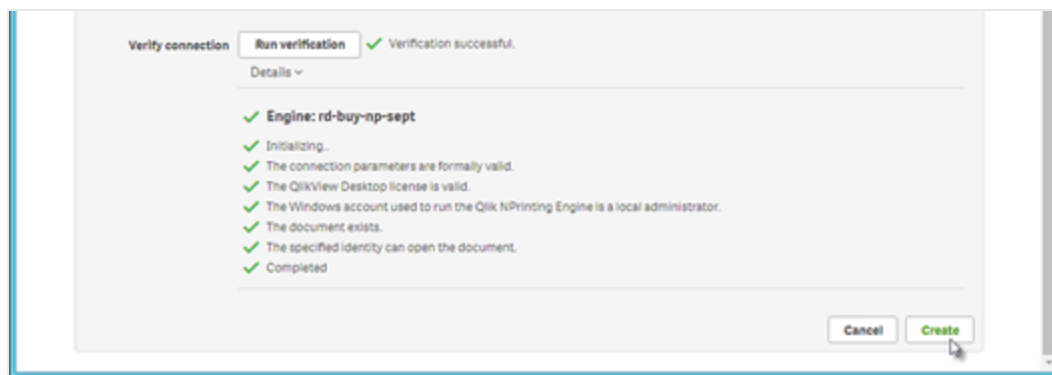 Verify connection Run verification Verification successful.
Details
Engine: rd-buy-np-sept
Initializing..
The connection parameters are formally valid.
The QlikView Desktop license is valid.
The Windows account used to run the Qlik NPrinting Engine is a local administrator.
The document exists.
The specified identity can open the document.
Completed
Cancel Create